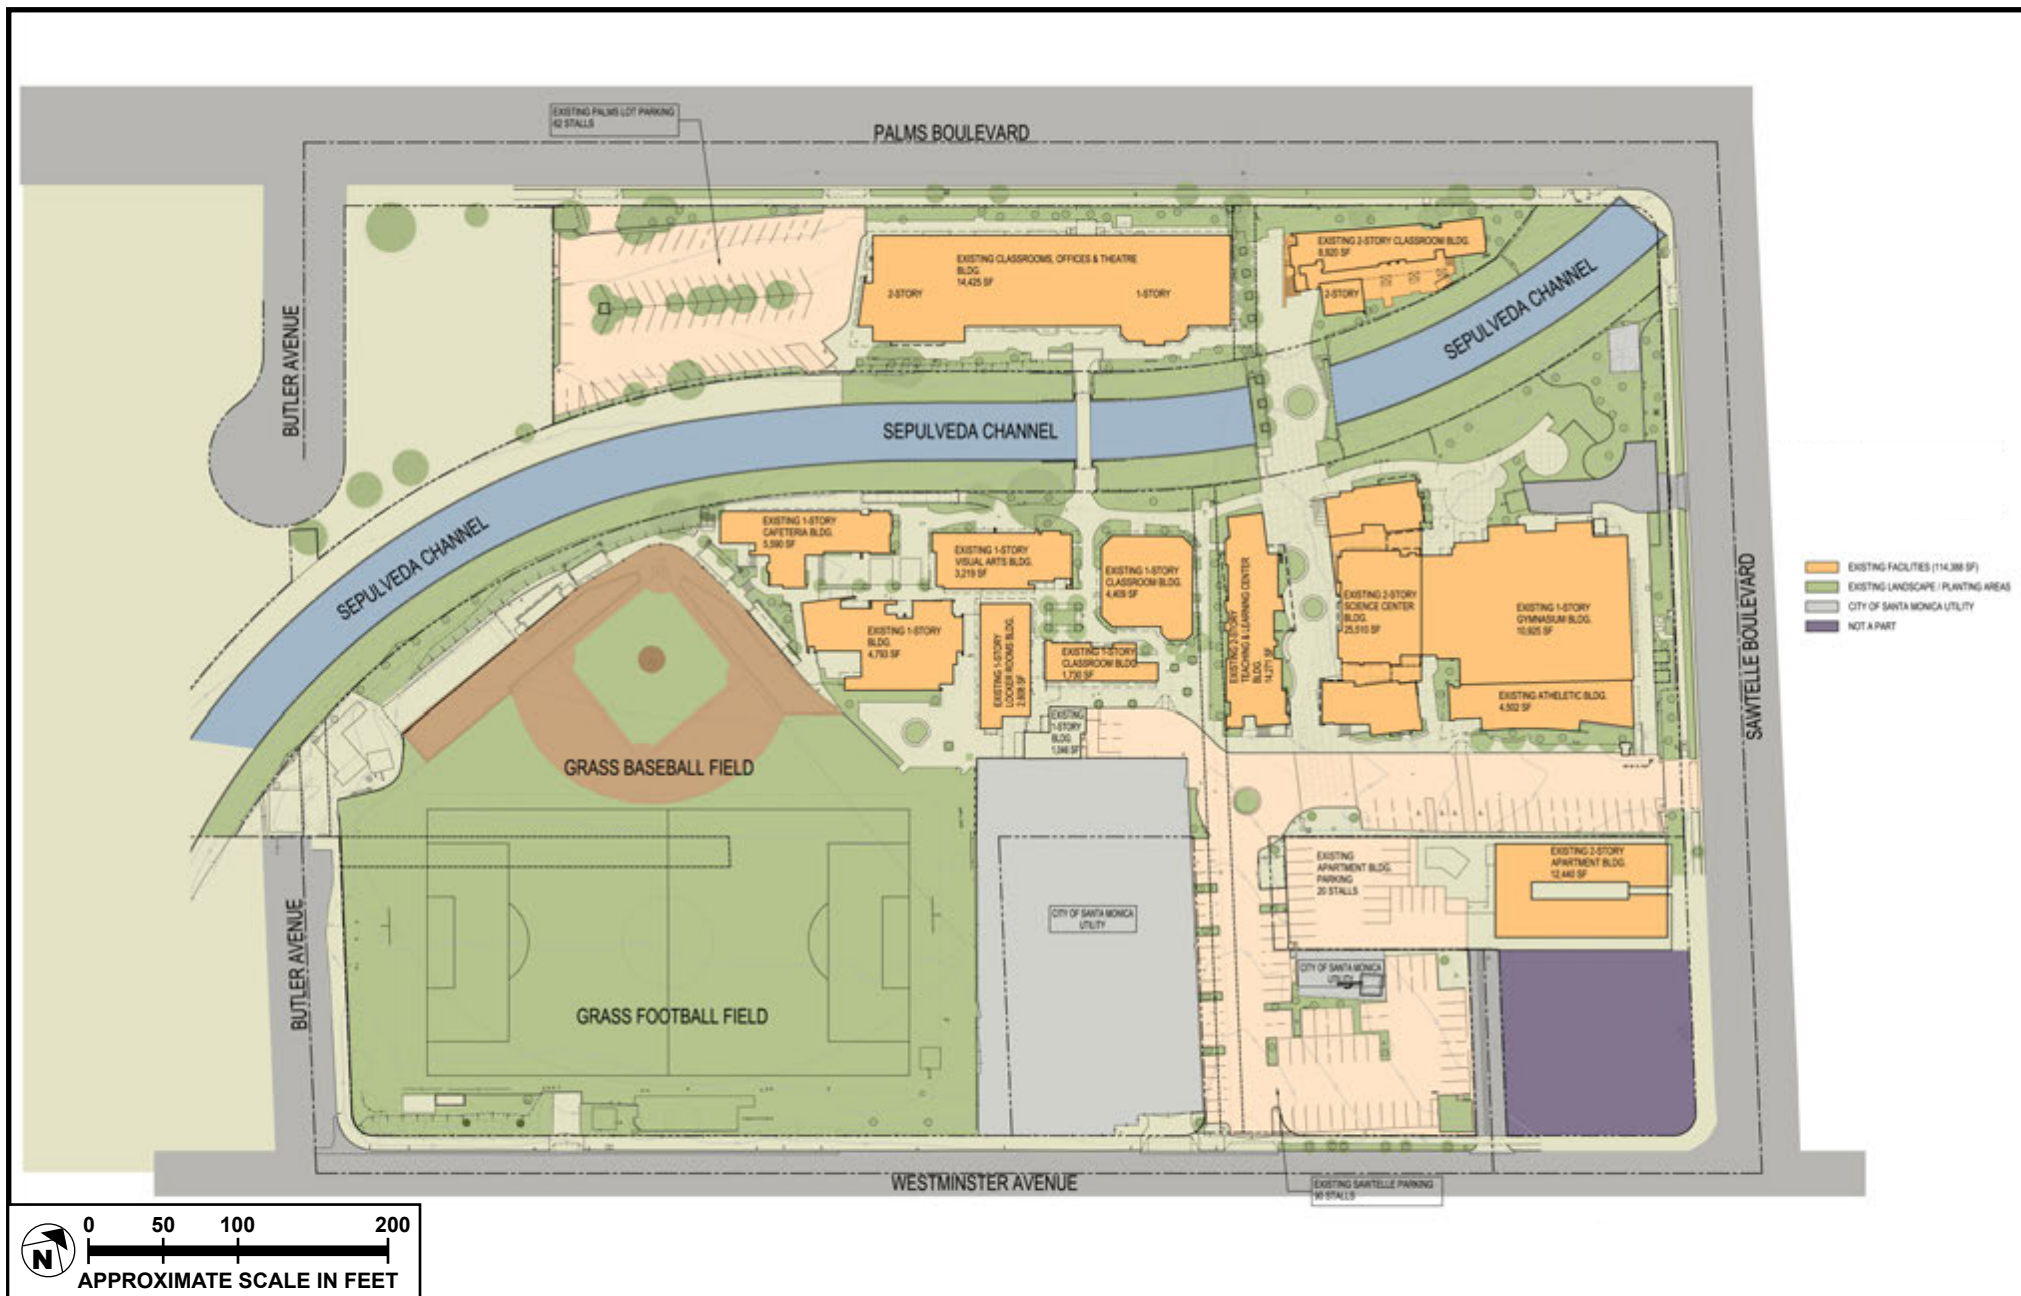 EXISTING PALMS LOT PARKING
62 STALLS
PALMS BOULEVARD
EXISTING CLASSROOMS, OFFICES & THEATRE
BLDG.
14,425 SF
2-STORY
1-STORY
EXISTING 2-STORY CLASSROOM BLDG.
8,920 SF
2-STORY
BUTLER AVENUE
SEPULVEDA CHANNEL
SEPULVEDA CHANNEL
SEPULVEDA CHANNEL
EXISTING 1-STORY
CAFETERIA BLDG.
5,590 SF
EXISTING 1-STORY
VISUAL ARTS BLDG.
3,219 SF
EXISTING 1-STORY
CLASSROOM BLDG.
4,409 SF
EXISTING 2-STORY
TEACHING & LEARNING CENTER
BLDG.
14,271 SF
EXISTING 2-STORY
SCIENCE CENTER
BLDG.
25,510 SF
EXISTING 1-STORY
GYMNASIUM BLDG.
10,925 SF
EXISTING 1-STORY
BLDG.
4,793 SF
EXISTING 1-STORY
LOCKER ROOMS BLDG.
2,608 SF
EXISTING 1-STORY
CLASSROOM BLDG.
1,730 SF
EXISTING ATHELETIC BLDG.
4,502 SF
EXISTING
1-STORY
BLDG.
1,046 SF
SAWTELLE BOULEVARD
EXISTING FACILITIES (114,388 SF)
EXISTING LANDSCAPE / PLANTING AREAS
CITY OF SANTA MONICA UTILITY
NOT A PART
GRASS BASEBALL FIELD
EXISTING
APARTMENT BLDG.
PARKING
20 STALLS
EXISTING 2-STORY
APARTMENT BLDG.
12,440 SF
CITY OF SANTA MONICA
UTILITY
CITY OF SANTA MONICA
UTILITY
BUTLER AVENUE
GRASS FOOTBALL FIELD
WESTMINSTER AVENUE
EXISTING SAWTELLE PARKING
90 STALLS
N
0 50 100 200
APPROXIMATE SCALE IN FEET